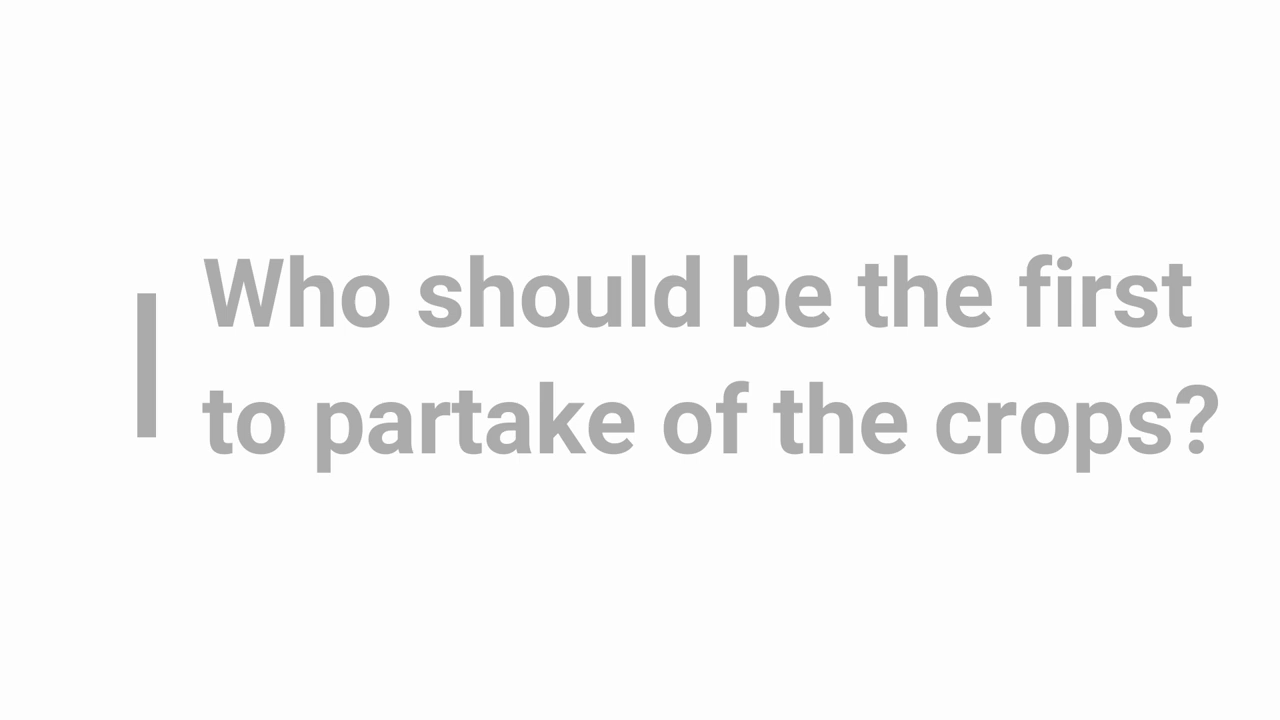 Who should be the first
to partake of the crops?